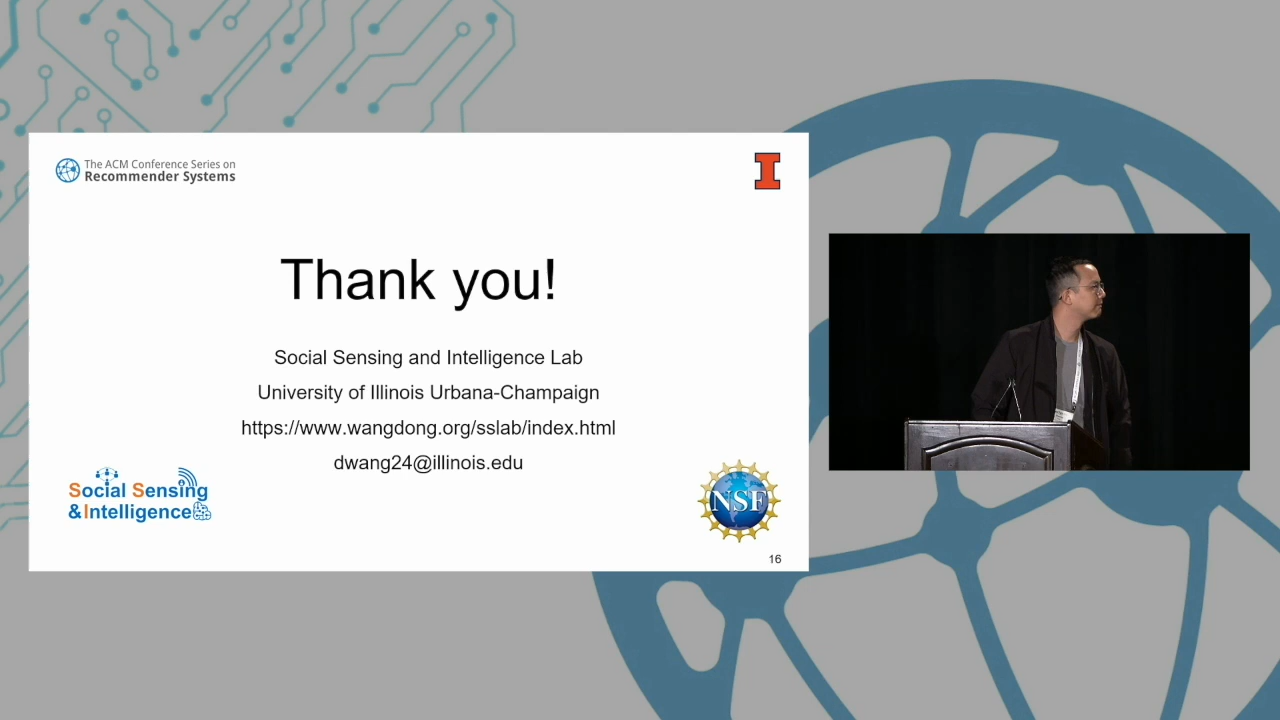 The ACM Conference Series on
Recommender Systems
I
Thank you!
Social Sensing and Intelligence Lab
University of Illinois Urbana-Champaign
https://www.wangdong.org/sslab/index.html
dwang24@illinois.edu
Social Sensing
&Intelligence
NSF
16